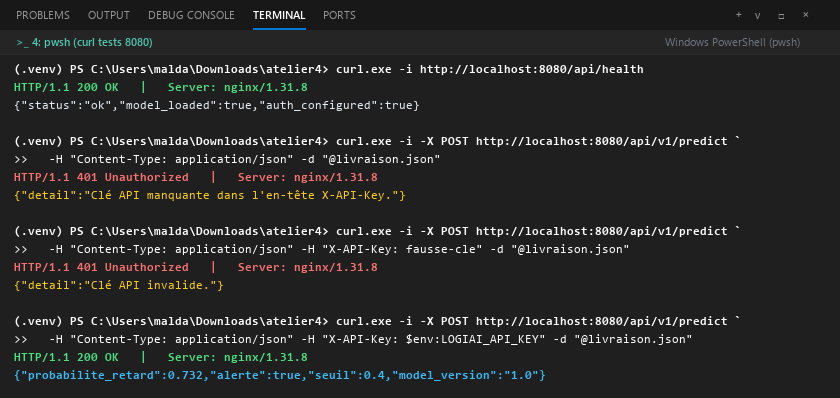 PROBLEMS OUTPUT DEBUG CONSOLE TERMINAL PORTS + v □ ×
>_ 4: pwsh (curl tests 8080) Windows PowerShell (pwsh)
(.venv) PS C:\Users\malda\Downloads\atelier4> curl.exe -i http://localhost:8080/api/health
HTTP/1.1 200 OK | Server: nginx/1.31.8
{"status":"ok","model_loaded":true,"auth_configured":true}
(.venv) PS C:\Users\malda\Downloads\atelier4> curl.exe -i -X POST http://localhost:8080/api/v1/predict `
>> -H "Content-Type: application/json" -d "@livraison.json"
HTTP/1.1 401 Unauthorized | Server: nginx/1.31.8
{"detail":"Clé API manquante dans l'en-tête X-API-Key."}
(.venv) PS C:\Users\malda\Downloads\atelier4> curl.exe -i -X POST http://localhost:8080/api/v1/predict `
>> -H "Content-Type: application/json" -H "X-API-Key: fausse-cle" -d "@livraison.json"
HTTP/1.1 401 Unauthorized | Server: nginx/1.31.8
{"detail":"Clé API invalide."}
(.venv) PS C:\Users\malda\Downloads\atelier4> curl.exe -i -X POST http://localhost:8080/api/v1/predict `
>> -H "Content-Type: application/json" -H "X-API-Key: $env:LOGIAI_API_KEY" -d "@livraison.json"
HTTP/1.1 200 OK | Server: nginx/1.31.8
{"probabilite_retard":0.732,"alerte":true,"seuil":0.4,"model_version":"1.0"}